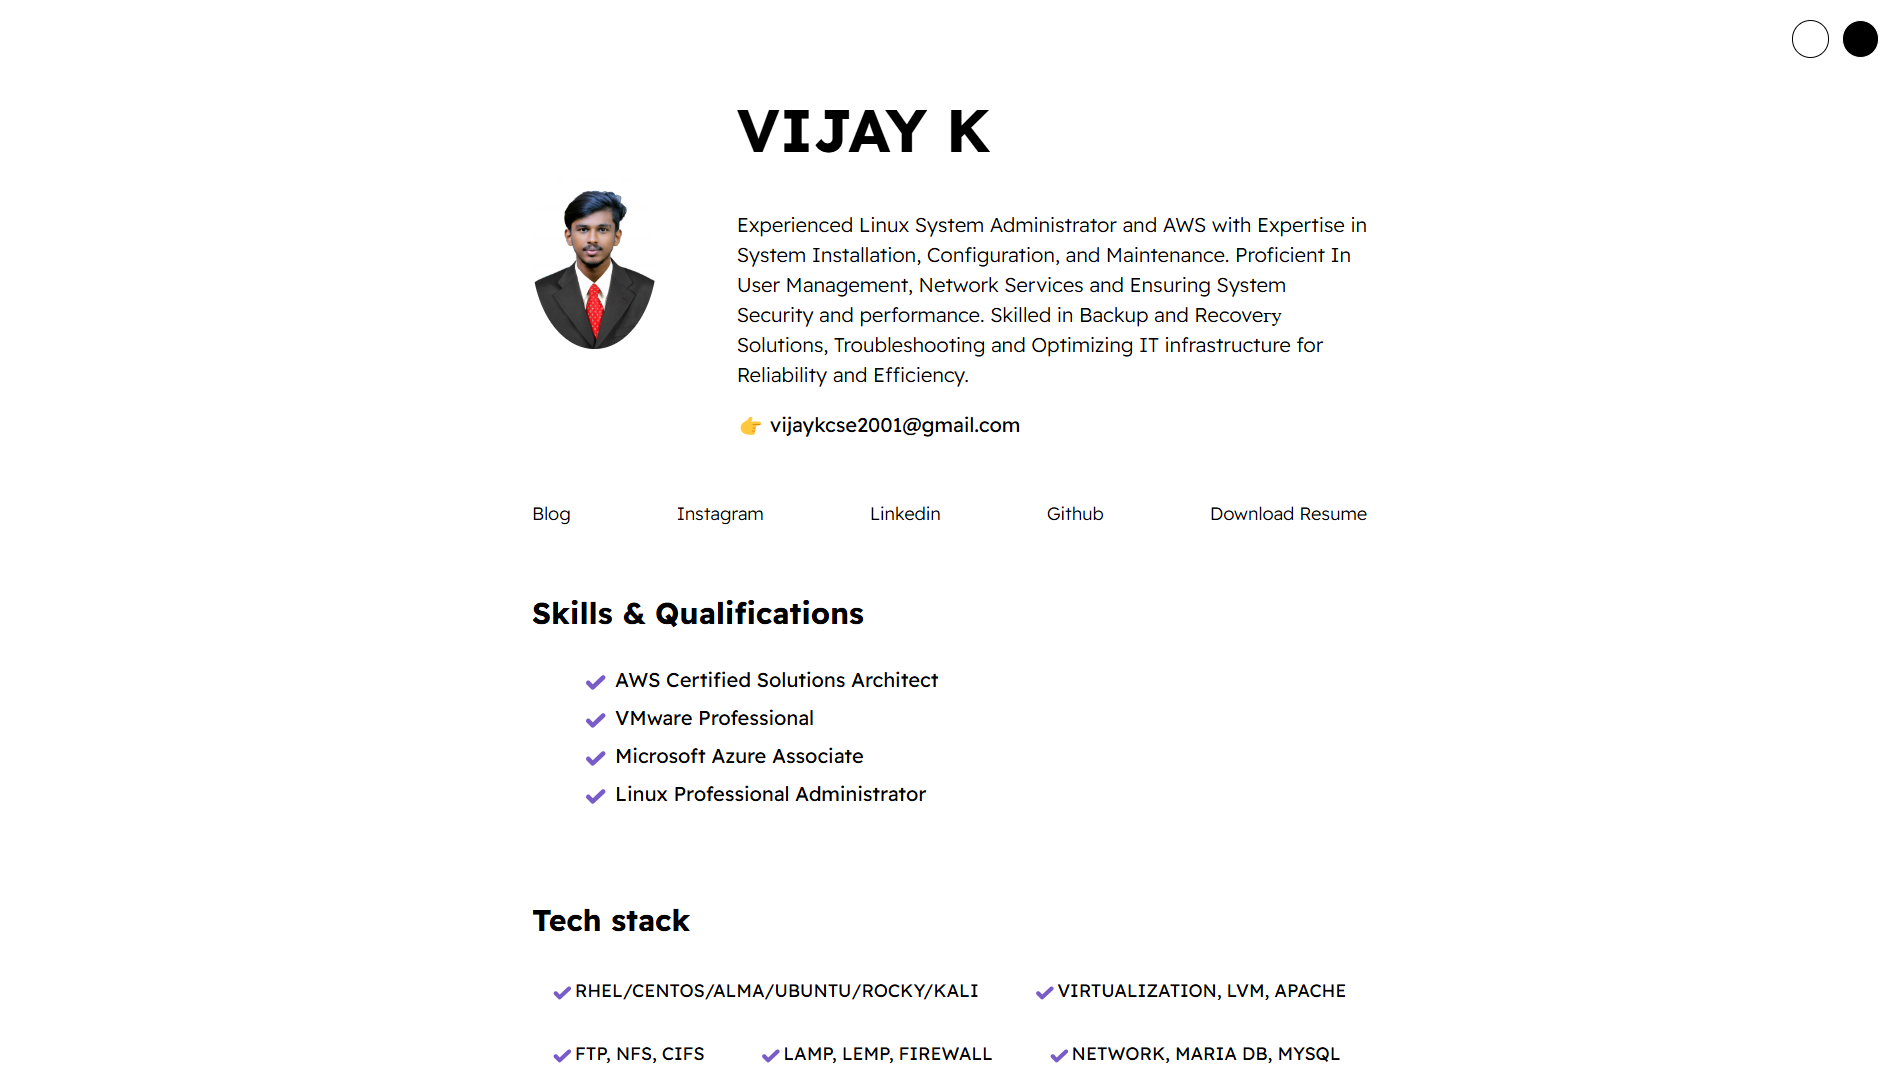 VIJAY K
Experienced Linux System Administrator and AWS with Expertise in
System Installation, Configuration, and Maintenance. Proficient In
User Management, Network Services and Ensuring System
Security and performance. Skilled in Backup and Recovery
Solutions, Troubleshooting and Optimizing IT infrastructure for
Reliability and Efficiency.
👉 vijaykcse2001@gmail.com
Blog Instagram Linkedin Github Download Resume
Skills & Qualifications
AWS Certified Solutions Architect
VMware Professional
Microsoft Azure Associate
Linux Professional Administrator
Tech stack
RHEL/CENTOS/ALMA/UBUNTU/ROCKY/KALI VIRTUALIZATION, LVM, APACHE
FTP, NFS, CIFS LAMP, LEMP, FIREWALL NETWORK, MARIA DB, MYSQL